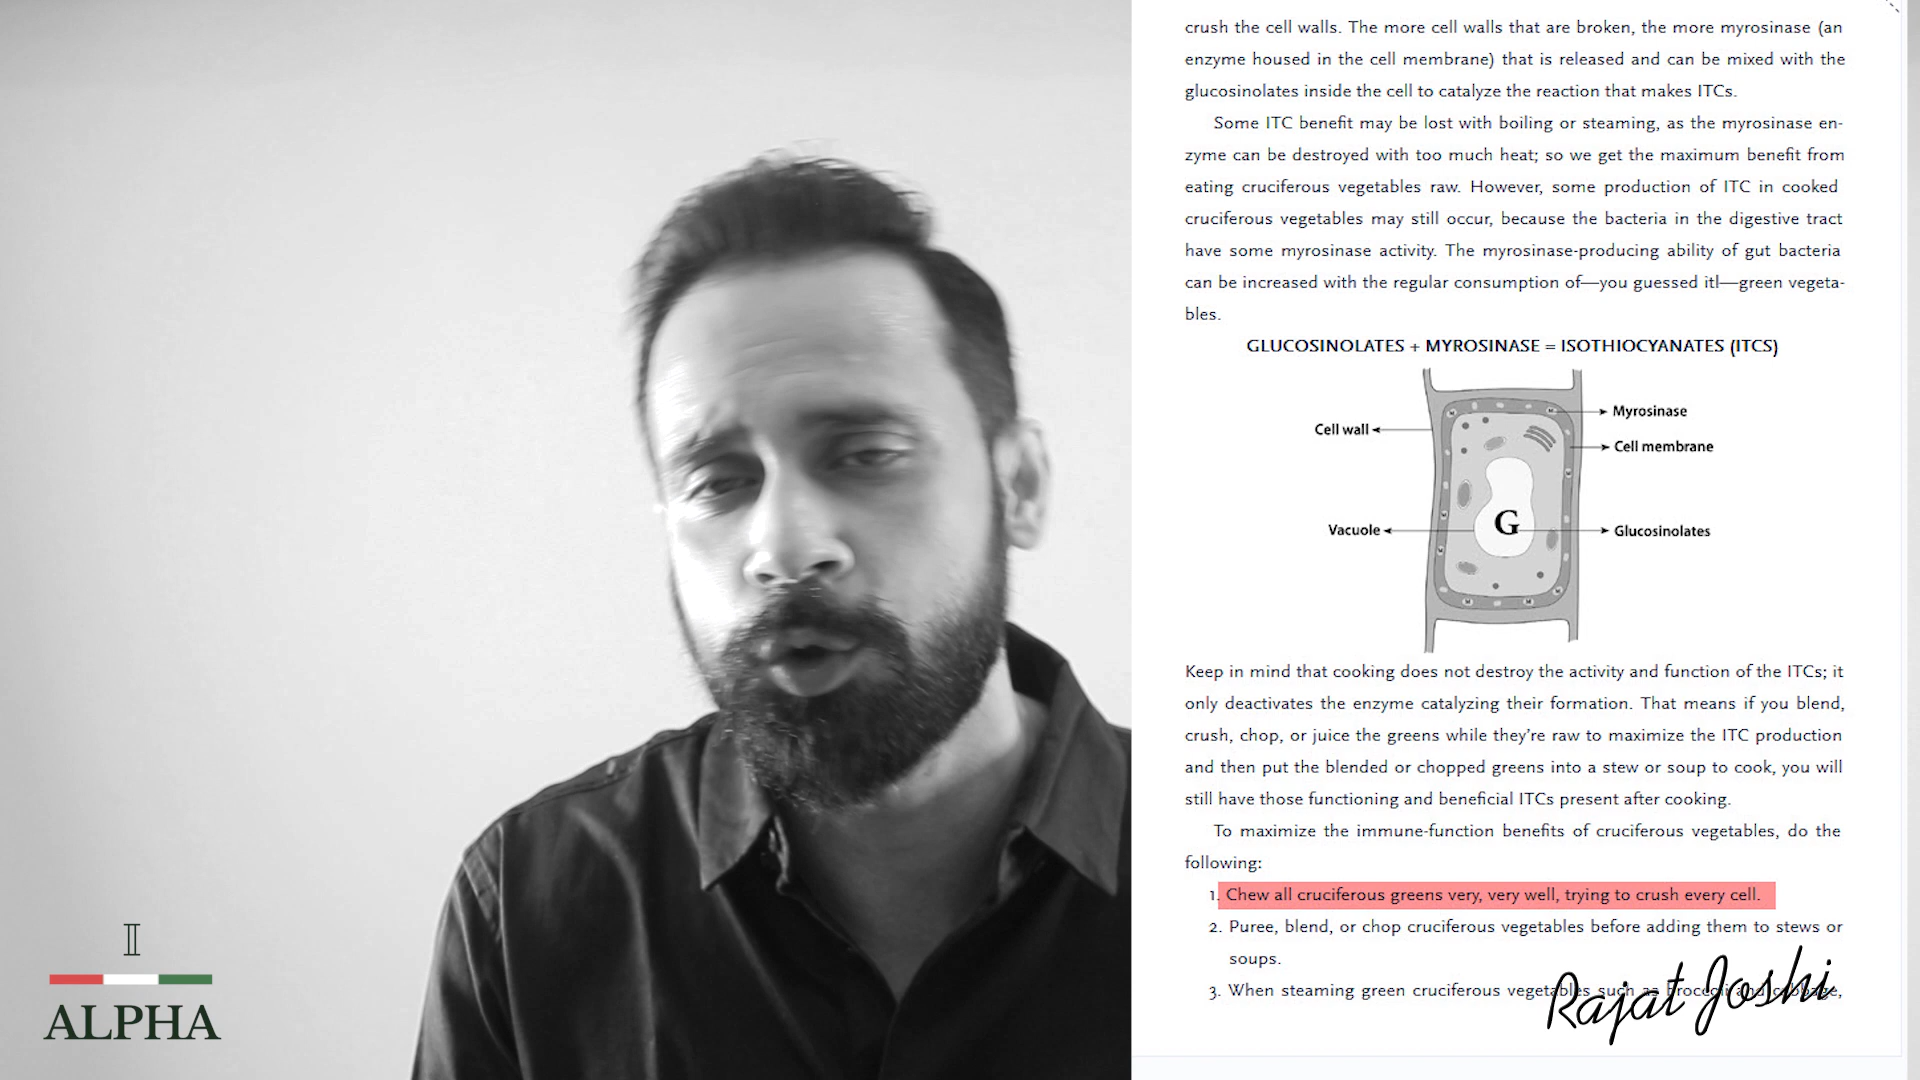 crush the cell walls. The more cell walls that are broken, the more myrosinase (an
enzyme housed in the cell membrane) that is released and can be mixed with the
glucosinolates inside the cell to catalyze the reaction that makes ITCs.
Some ITC benefit may be lost with boiling or steaming, as the myrosinase en-
zyme can be destroyed with too much heat; so we get the maximum benefit from
eating cruciferous vegetables raw. However, some production of ITC in cooked
cruciferous vegetables may still occur, because the bacteria in the digestive tract
have some myrosinase activity. The myrosinase-producing ability of gut bacteria
can be increased with the regular consumption of—you guessed itl—green vegeta-
bles.
GLUCOSINOLATES + MYROSINASE = ISOTHIOCYANATES (ITCS)
Myrosinase
Cell wall
Cell membrane
Vacuole
G
Glucosinolates
Keep in mind that cooking does not destroy the activity and function of the ITCs; it
only deactivates the enzyme catalyzing their formation. That means if you blend,
crush, chop, or juice the greens while they're raw to maximize the ITC production
and then put the blended or chopped greens into a stew or soup to cook, you will
still have those functioning and beneficial ITCs present after cooking.
To maximize the immune-function benefits of cruciferous vegetables, do the
following:
1. Chew all cruciferous greens very, very well, trying to crush every cell.
2. Puree, blend, or chop cruciferous vegetables before adding them to stews or
soups.
3. When steaming green cruciferous vegetables such as broccoli and cabbage,
Rajat Joshi
II
ALPHA